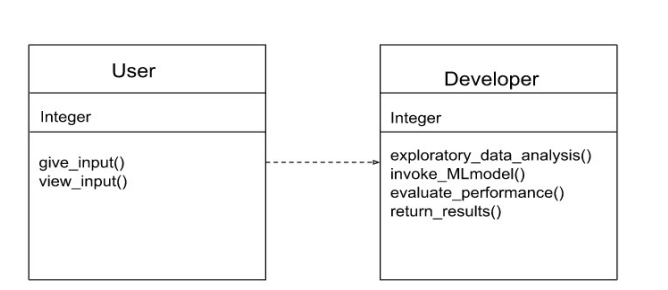 User
Integer
give_input()
view_input()
Developer
Integer
exploratory_data_analysis()
invoke_MLmodel()
evaluate_performance()
return_results()